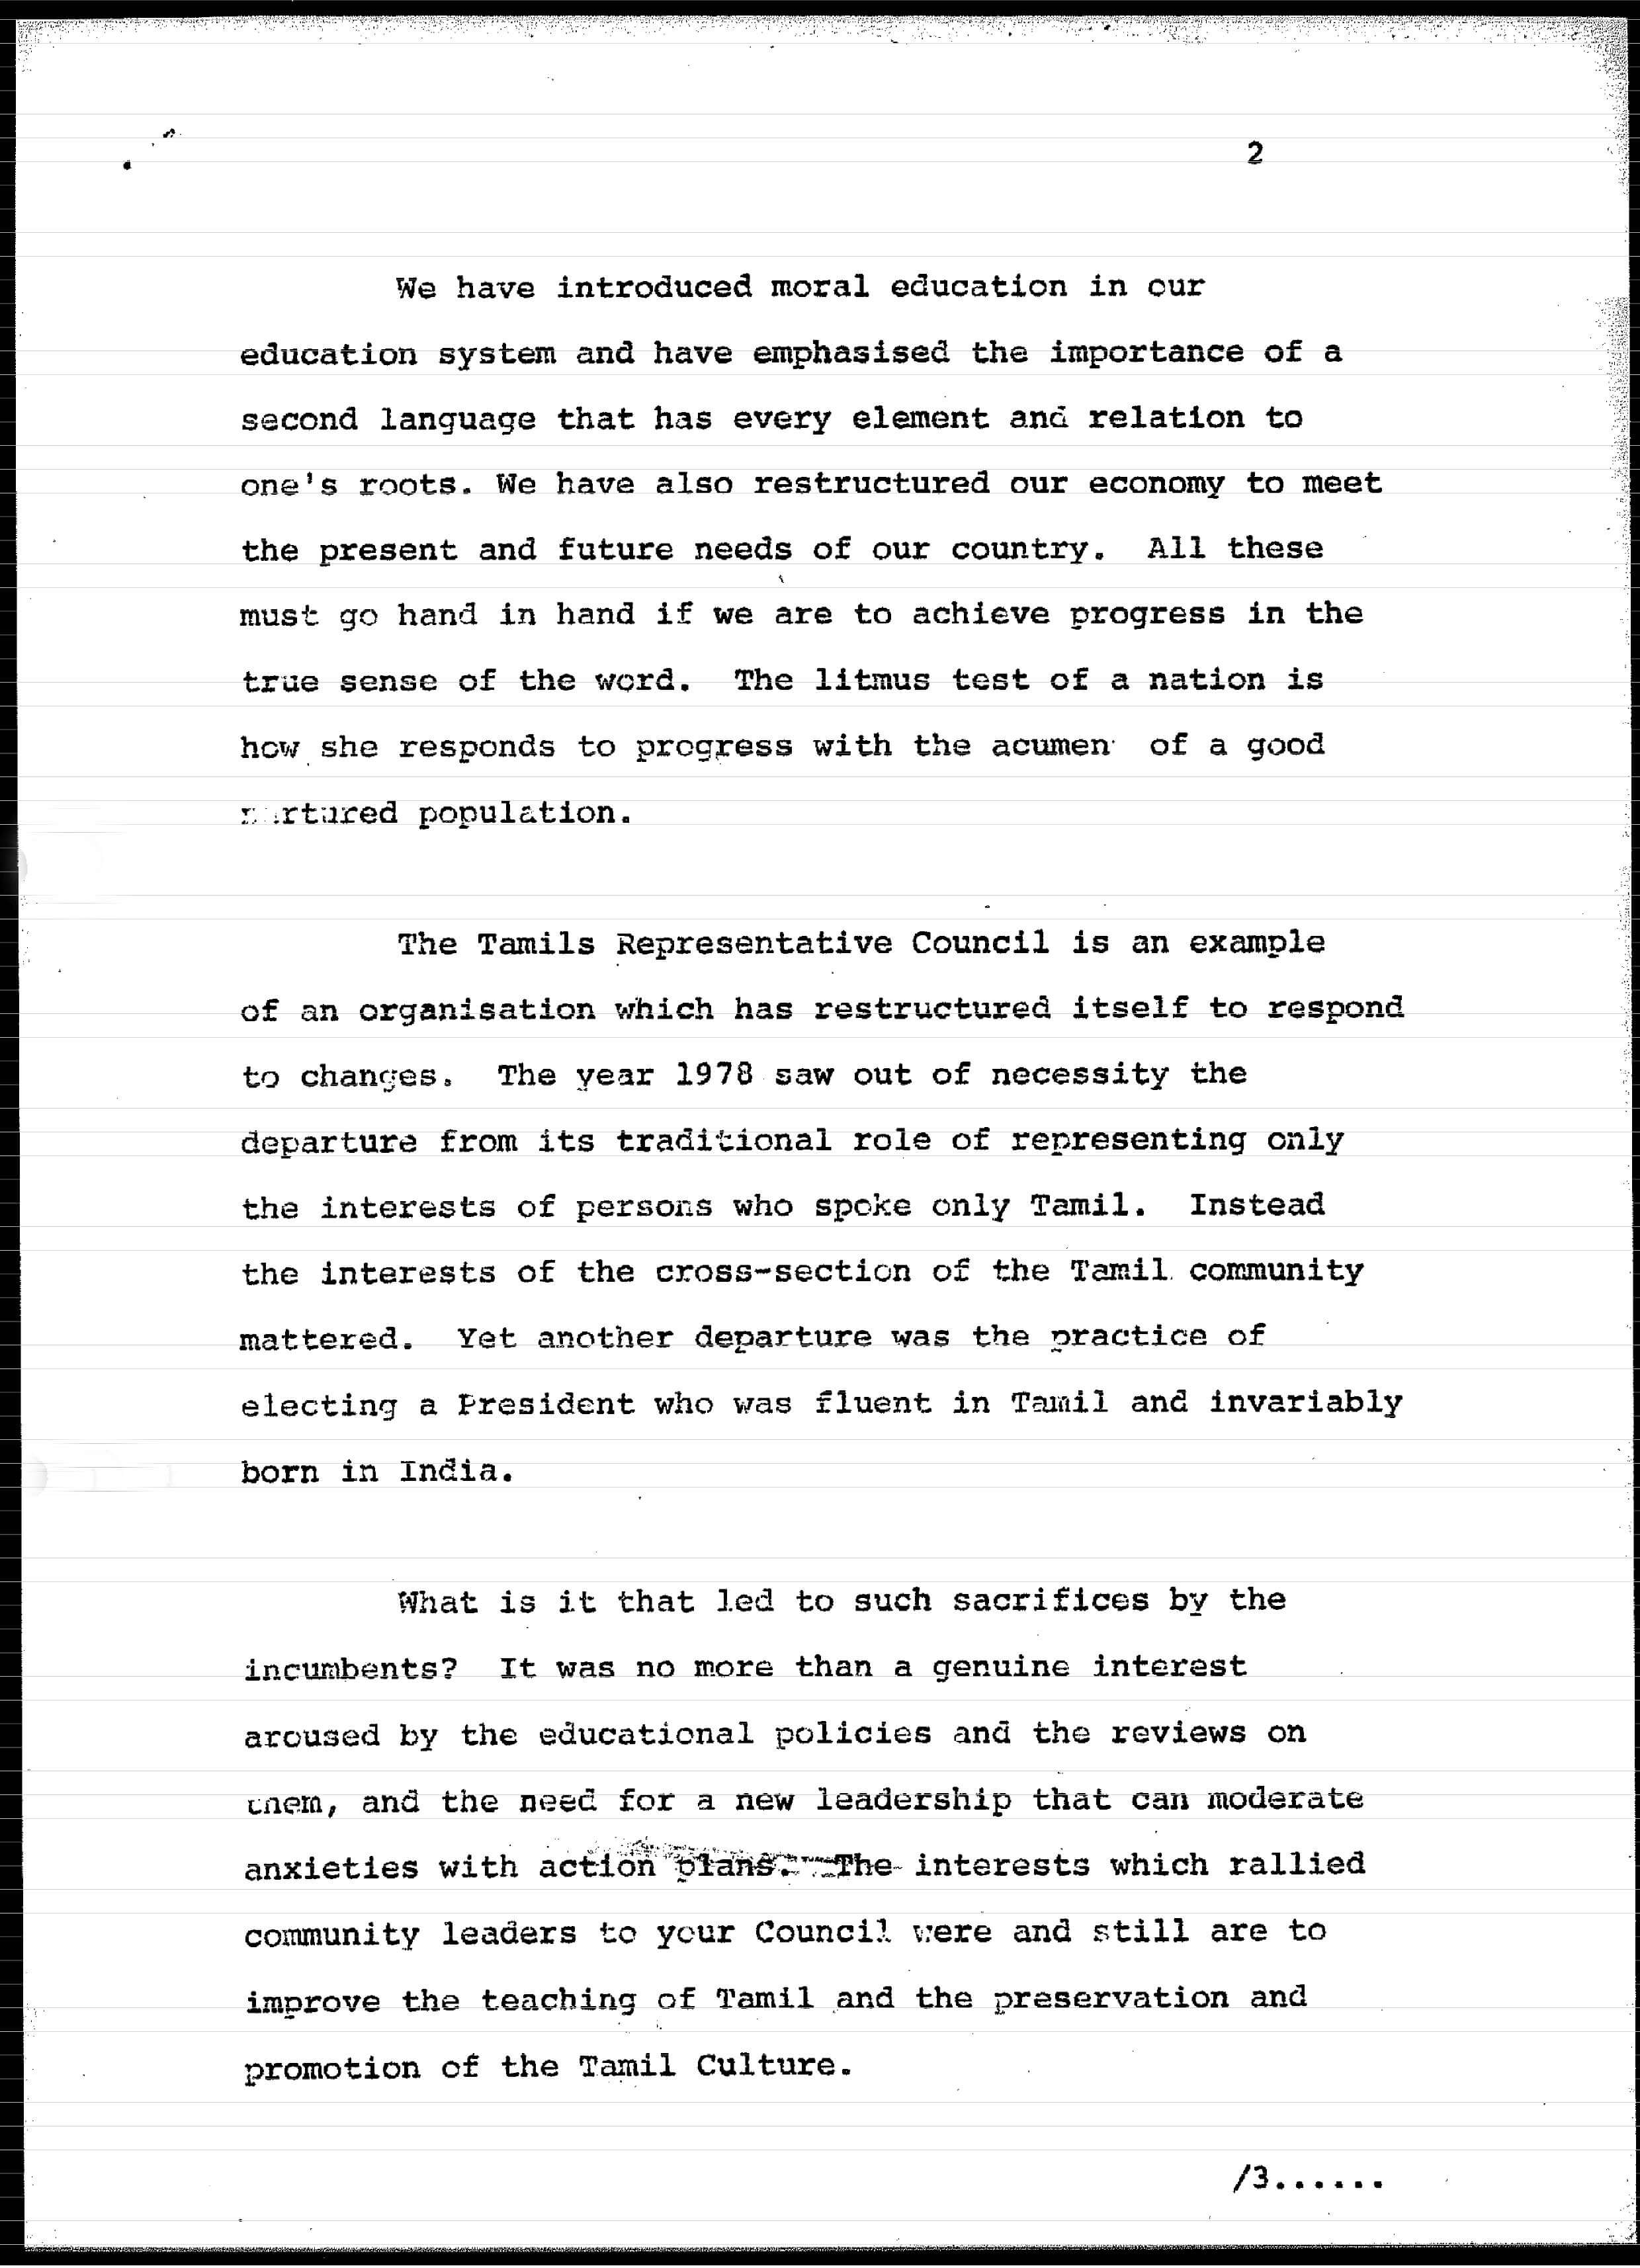 2
We have introduced moral education in our
education system and have emphasised the importance of a
second language that has every element and relation to
one's roots. We have also restructured our economy to meet
the present and future needs of our country. All these
must go hand in hand if we are to achieve progress in the
true sense of the word. The litmus test of a nation is
how she responds to progress with the acumen of a good
nurtured population.
The Tamils Representative Council is an example
of an organisation which has restructured itself to respond
to changes. The year 1978 saw out of necessity the
departure from its traditional role of representing only
the interests of persons who spoke only Tamil. Instead
the interests of the cross-section of the Tamil community
mattered. Yet another departure was the practice of
electing a President who was fluent in Tamil and invariably
born in India.
What is it that led to such sacrifices by the
incumbents? It was no more than a genuine interest
aroused by the educational policies and the reviews on
them, and the need for a new leadership that can moderate
anxieties with action plans. The interests which rallied
community leaders to your Council were and still are to
improve the teaching of Tamil and the preservation and
promotion of the Tamil Culture.
/3......